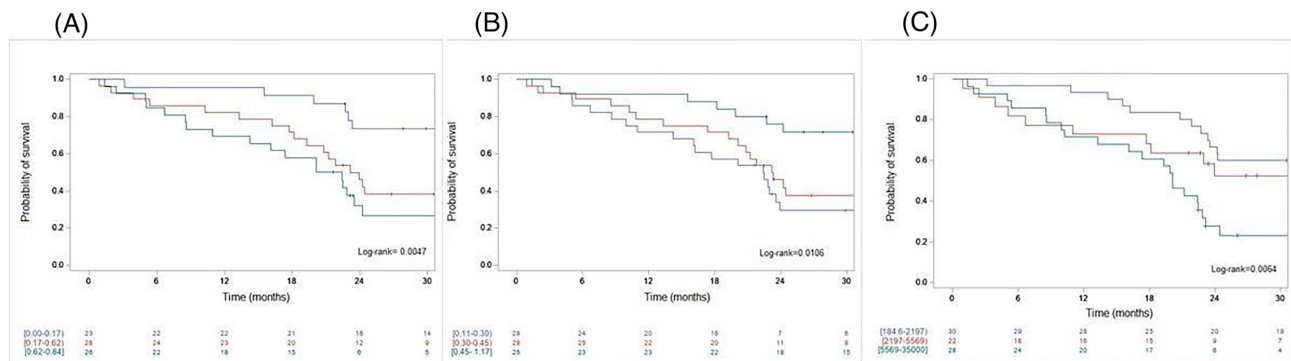 (A)
1.0
0.8
0.6
0.4
0.2
0.0
Probability of survival
Log-rank= 0.0047
0 6 12 18 24 30
Time (months)
[0.00-0.17) 23 22 22 21 16 14
[0.17-0.62) 28 24 23 20 12 9
[0.62-0.84] 26 22 18 15 6 5
(B)
1.0
0.8
0.6
0.4
0.2
0.0
Probability of survival
Log-rank=0.0106
0 6 12 18 24 30
Time (months)
[0.11-0.30) 28 24 20 16 7 6
[0.30-0.45) 28 25 22 20 11 8
[0.45- 1.17] 25 23 23 22 18 15
(C)
1.0
0.8
0.6
0.4
0.2
0.0
Probability of survival
Log-rank=0.0064
0 6 12 18 24 30
Time (months)
[184.6-2197) 30 29 28 25 20 18
[2197-5569) 22 18 16 15 9 7
[5569-35000] 28 24 20 17 6 4